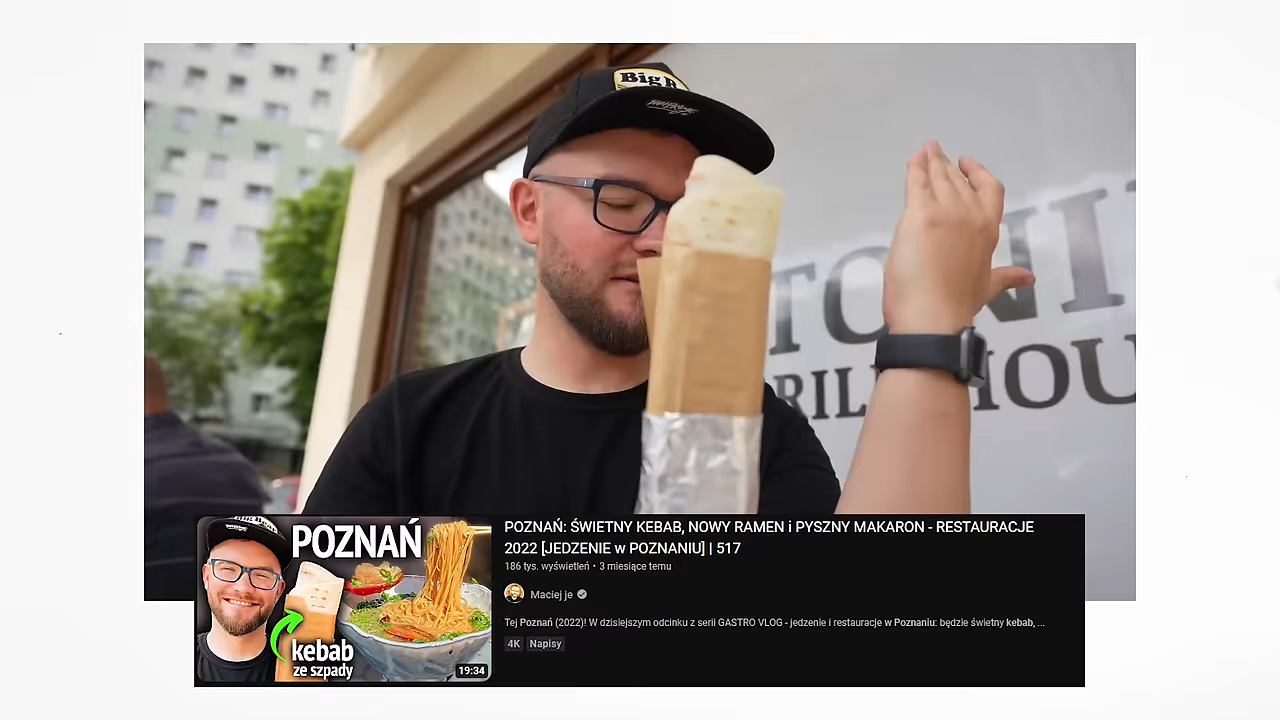 Big
TONI
RILL HOU
POZNAŃ
kebab
ze szpady
19:34
POZNAŃ: ŚWIETNY KEBAB, NOWY RAMEN i PYSZNY MAKARON - RESTAURACJE
2022 [JEDZENIE w POZNANIU] | 517
186 tys. wyświetleń • 3 miesiące temu
Maciej je
Tej Poznań (2022)! W dzisiejszym odcinku z serii GASTRO VLOG - jedzenie i restauracje w Poznaniu: będzie świetny kebab, ...
4K Napisy